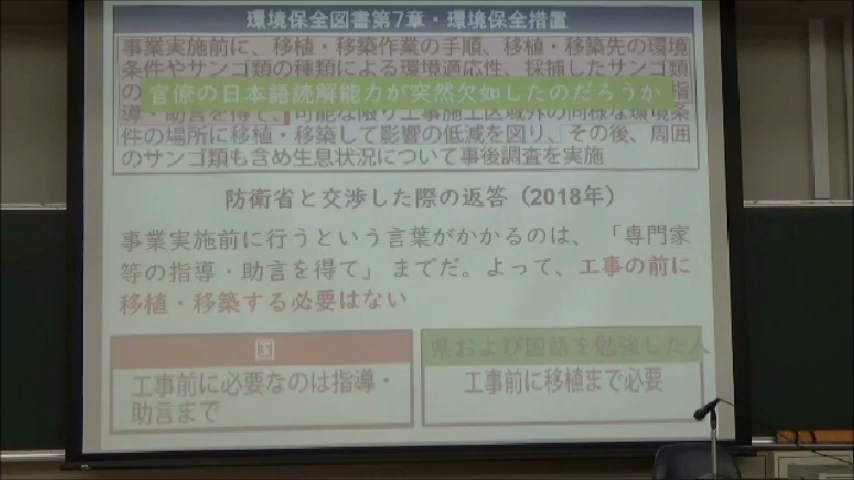 環境保全図書第7章・環境保全措置
事業実施前に、移植・移築作業の手順、移植・移築先の環境
条件やサンゴ類の種類による環境適応性、採捕したサンゴ類
の 指
官僚の日本語読解能力が突然欠如したのだろうか
導・助言を得て、可能な限り工事施工区域外の同様な環境条
件の場所に移植・移築して影響の低減を図り、その後、周囲
のサンゴ類も含め生息状況について事後調査を実施
防衛省と交渉した際の返答（2018年）
事業実施前に行うという言葉がかかるのは、「専門家
等の指導・助言を得て」までだ。よって、工事の前に
移植・移築する必要はない
国
工事前に必要なのは指導・
助言まで
県および国語を勉強した人
工事前に移植まで必要